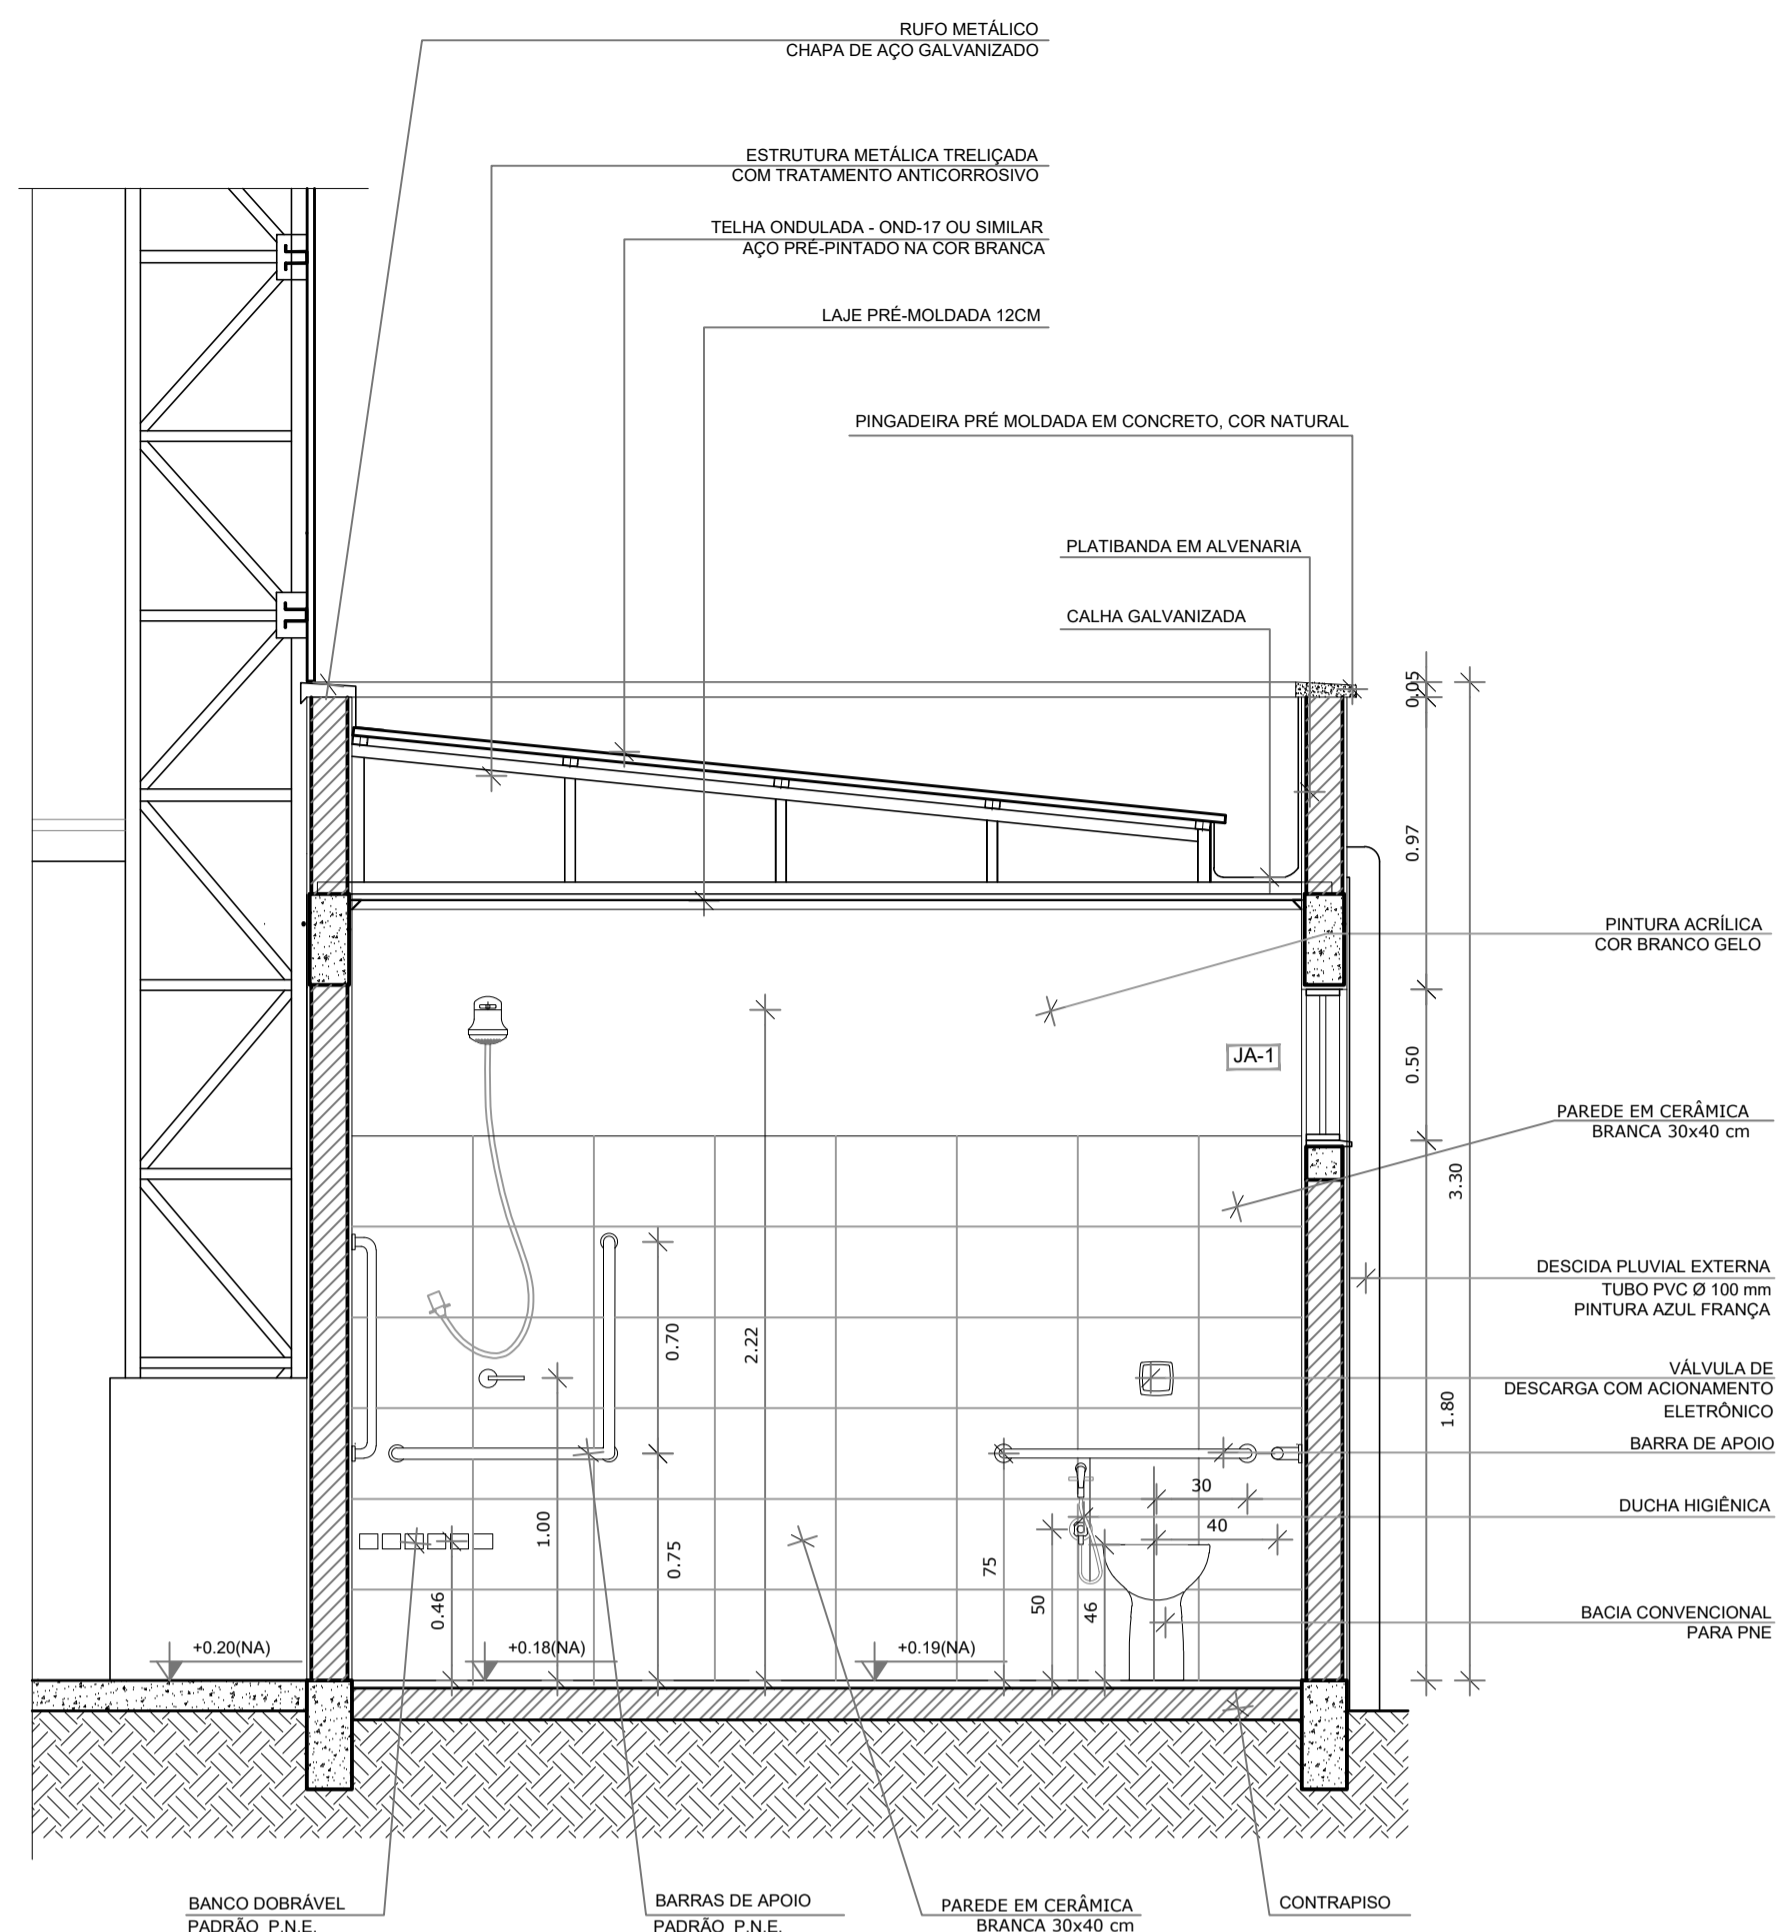 RUFO METÁLICO
CHAPA DE AÇO GALVANIZADO
ESTRUTURA METÁLICA TRELIÇADA
COM TRATAMENTO ANTICORROSIVO
TELHA ONDULADA - OND-17 OU SIMILAR
AÇO PRÉ-PINTADO NA COR BRANCA
LAJE PRÉ-MOLDADA 12CM
PINGADEIRA PRÉ MOLDADA EM CONCRETO, COR NATURAL
PLATIBANDA EM ALVENARIA
CALHA GALVANIZADA
0.05
0.97
PINTURA ACRÍLICA
COR BRANCO GELO
JA-1
0.50
PAREDE EM CERÂMICA
BRANCA 30x40 cm
3.30
DESCIDA PLUVIAL EXTERNA
TUBO PVC Ø 100 mm
PINTURA AZUL FRANÇA
0.70
2.22
VÁLVULA DE
DESCARGA COM ACIONAMENTO
ELETRÔNICO
1.80
BARRA DE APOIO
30
DUCHA HIGIÊNICA
40
1.00
0.75
75
50
46
0.46
BACIA CONVENCIONAL
PARA PNE
+0.20(NA)
+0.18(NA)
+0.19(NA)
BANCO DOBRÁVEL
PADRÃO P.N.E.
BARRAS DE APOIO
PADRÃO P.N.E.
PAREDE EM CERÂMICA
BRANCA 30x40 cm
CONTRAPISO